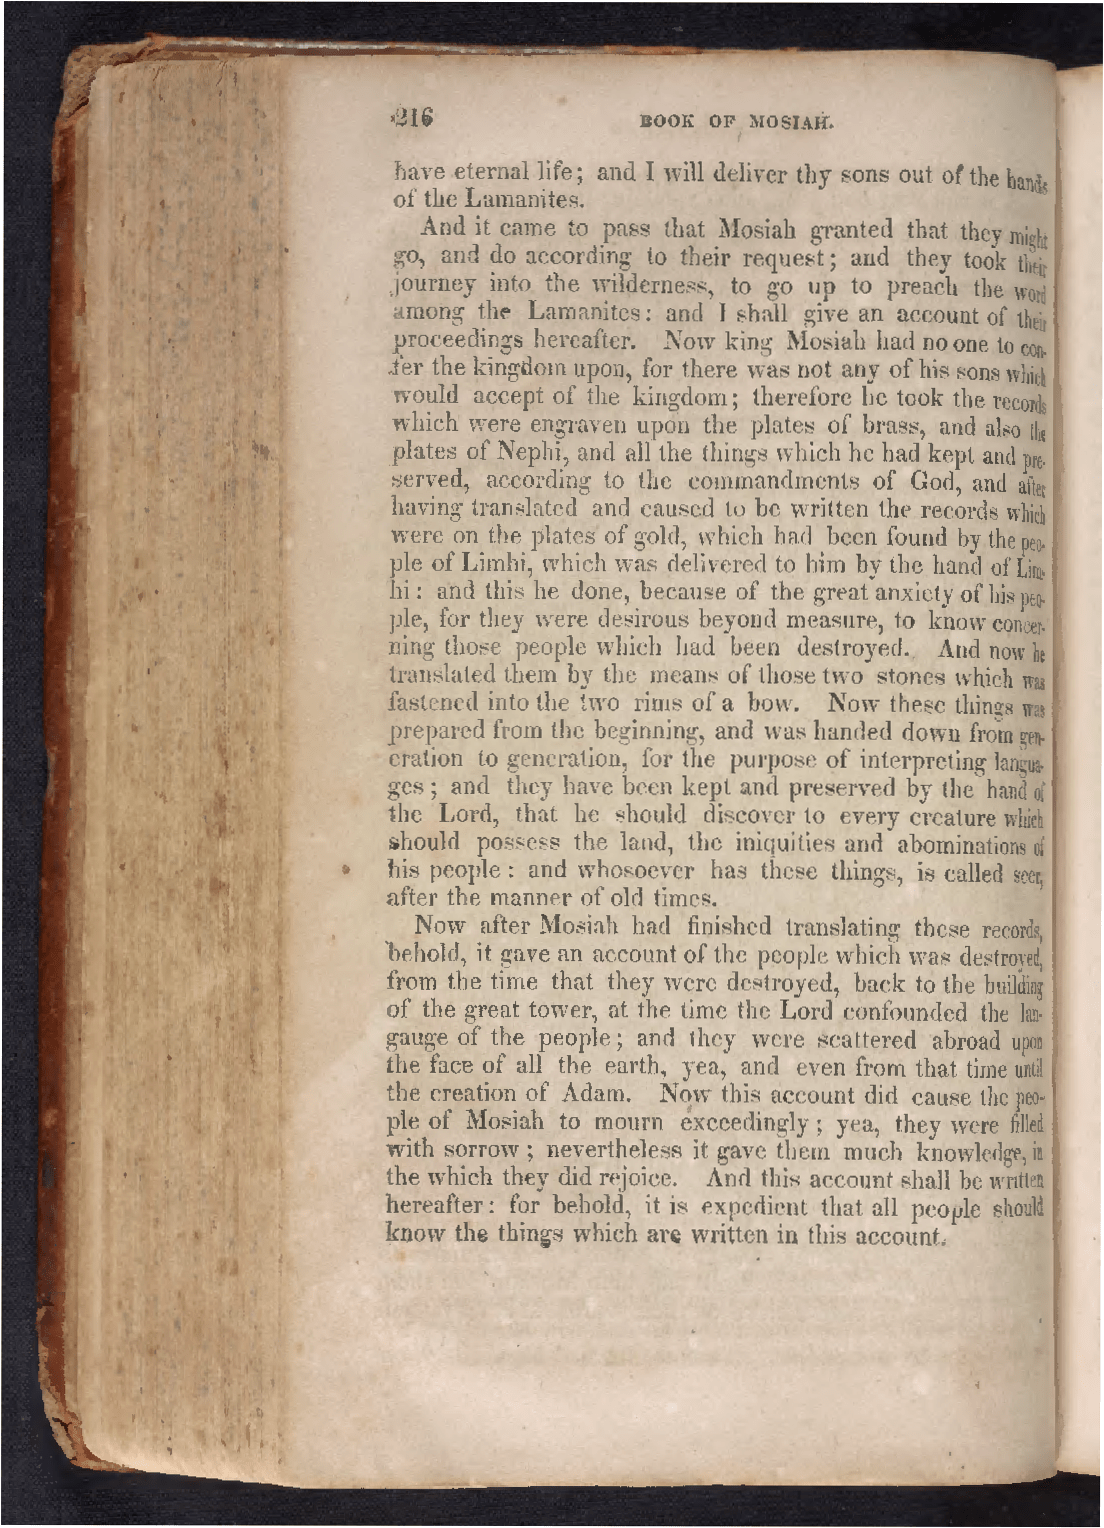 216 BOOK OF MOSIAH.
have eternal life; and I will deliver thy sons out of the hands
of the Lamanites.
And it came to pass that Mosiah granted that they might
go, and do according to their request; and they took their
journey into the wilderness, to go up to preach the word
among the Lamanites: and I shall give an account of their
proceedings hereafter. Now king Mosiah had no one to con-
fer the kingdom upon, for there was not any of his sons which
would accept of the kingdom; therefore he took the records
which were engraven upon the plates of brass, and also the
plates of Nephi, and all the things which he had kept and pre-
served, according to the commandments of God, and after
having translated and caused to be written the records which
were on the plates of gold, which had been found by the peo-
ple of Limhi, which was delivered to him by the hand of Lim-
hi: and this he done, because of the great anxiety of his peo-
ple, for they were desirous beyond measure, to know concer-
ning those people which had been destroyed. And now he
translated them by the means of those two stones which was
fastened into the two rims of a bow. Now these things was
prepared from the beginning, and was handed down from gen-
eration to generation, for the purpose of interpreting langua-
ges; and they have been kept and preserved by the hand of
the Lord, that he should discover to every creature which
should possess the land, the iniquities and abominations of
his people: and whosoever has these things, is called seer,
after the manner of old times.
Now after Mosiah had finished translating these records,
behold, it gave an account of the people which was destroyed,
from the time that they were destroyed, back to the building
of the great tower, at the time the Lord confounded the lan-
gauge of the people; and they were scattered abroad upon
the face of all the earth, yea, and even from that time until
the creation of Adam. Now this account did cause the peo-
ple of Mosiah to mourn exceedingly; yea, they were filled
with sorrow; nevertheless it gave them much knowledge, in
the which they did rejoice. And this account shall be written
hereafter: for behold, it is expedient that all people should
know the things which are written in this account.